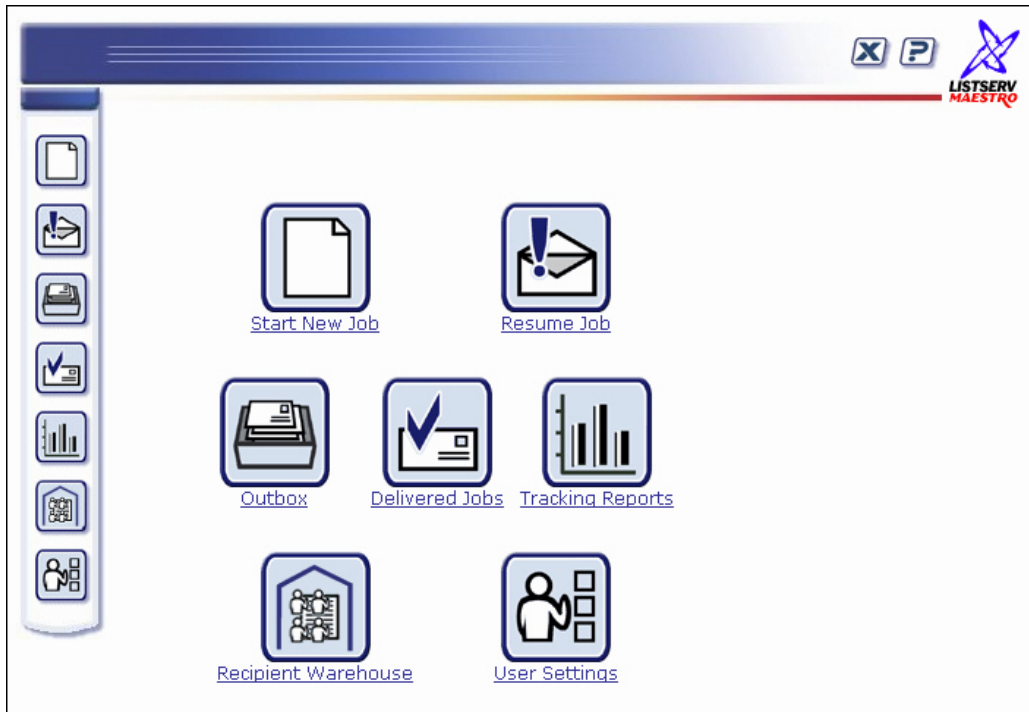 LISTSERV
MAESTRO
Start New Job
Resume Job
Outbox
Delivered Jobs
Tracking Reports
Recipient Warehouse
User Settings